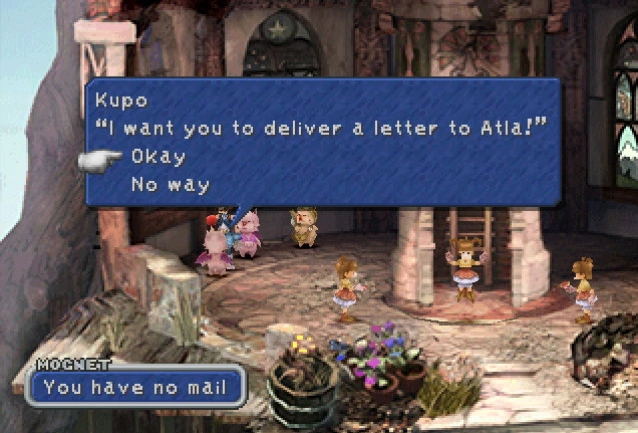 Kupo
“I want you to deliver a letter to Atla!”
Okay
No way
MOGNET
You have no mail